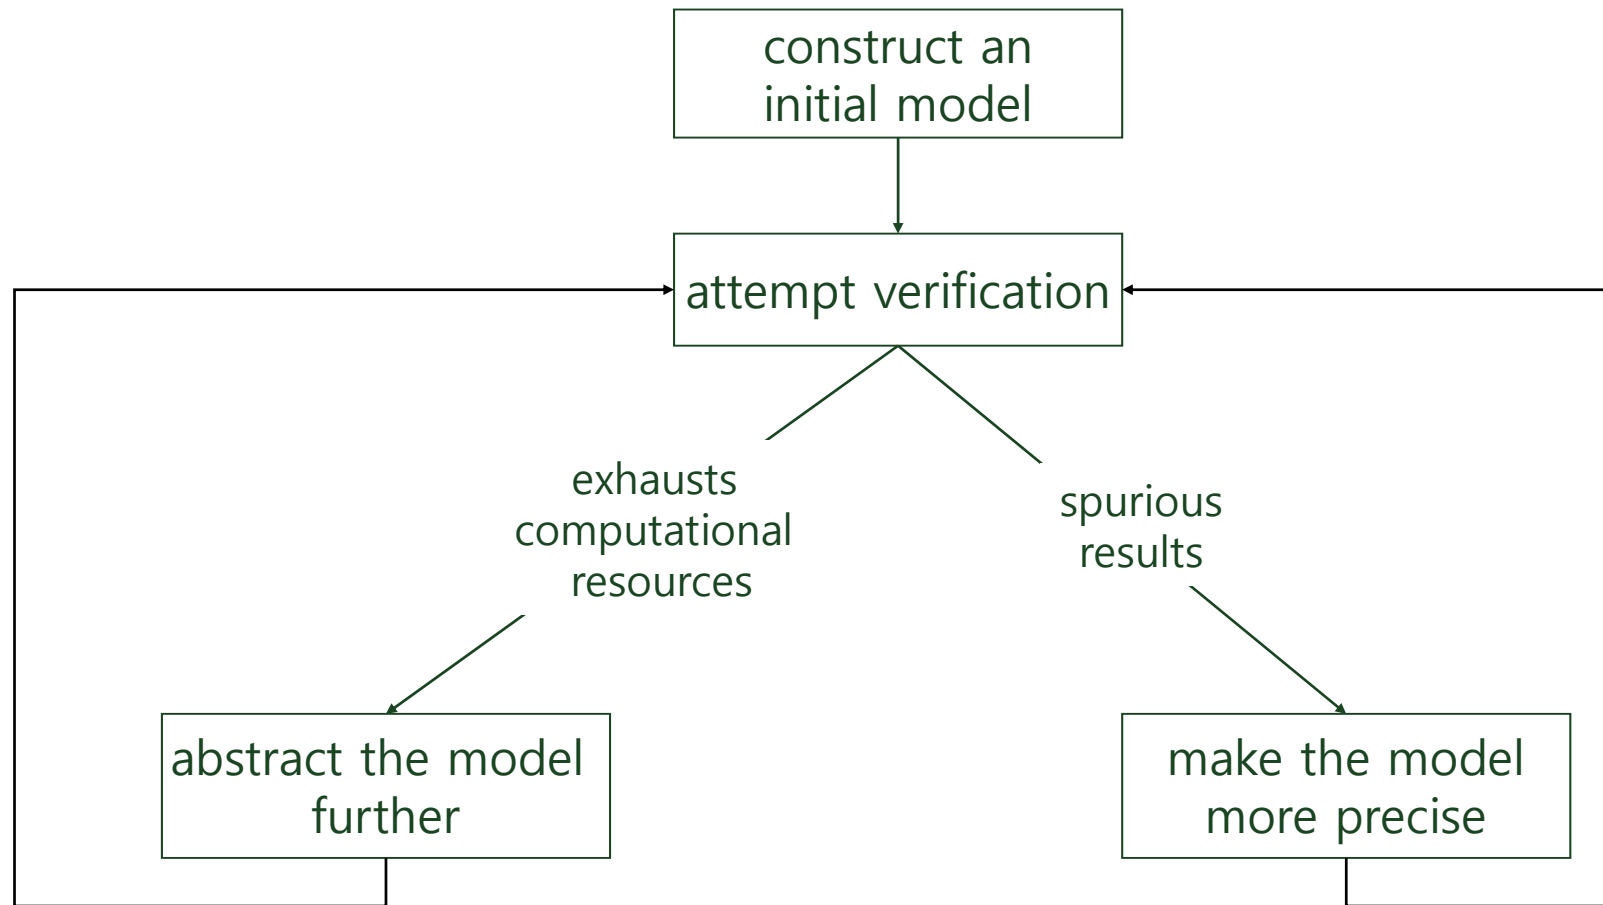 construct an
initial model
attempt verification
exhausts
computational
resources
spurious
results
abstract the model
further
make the model
more precise